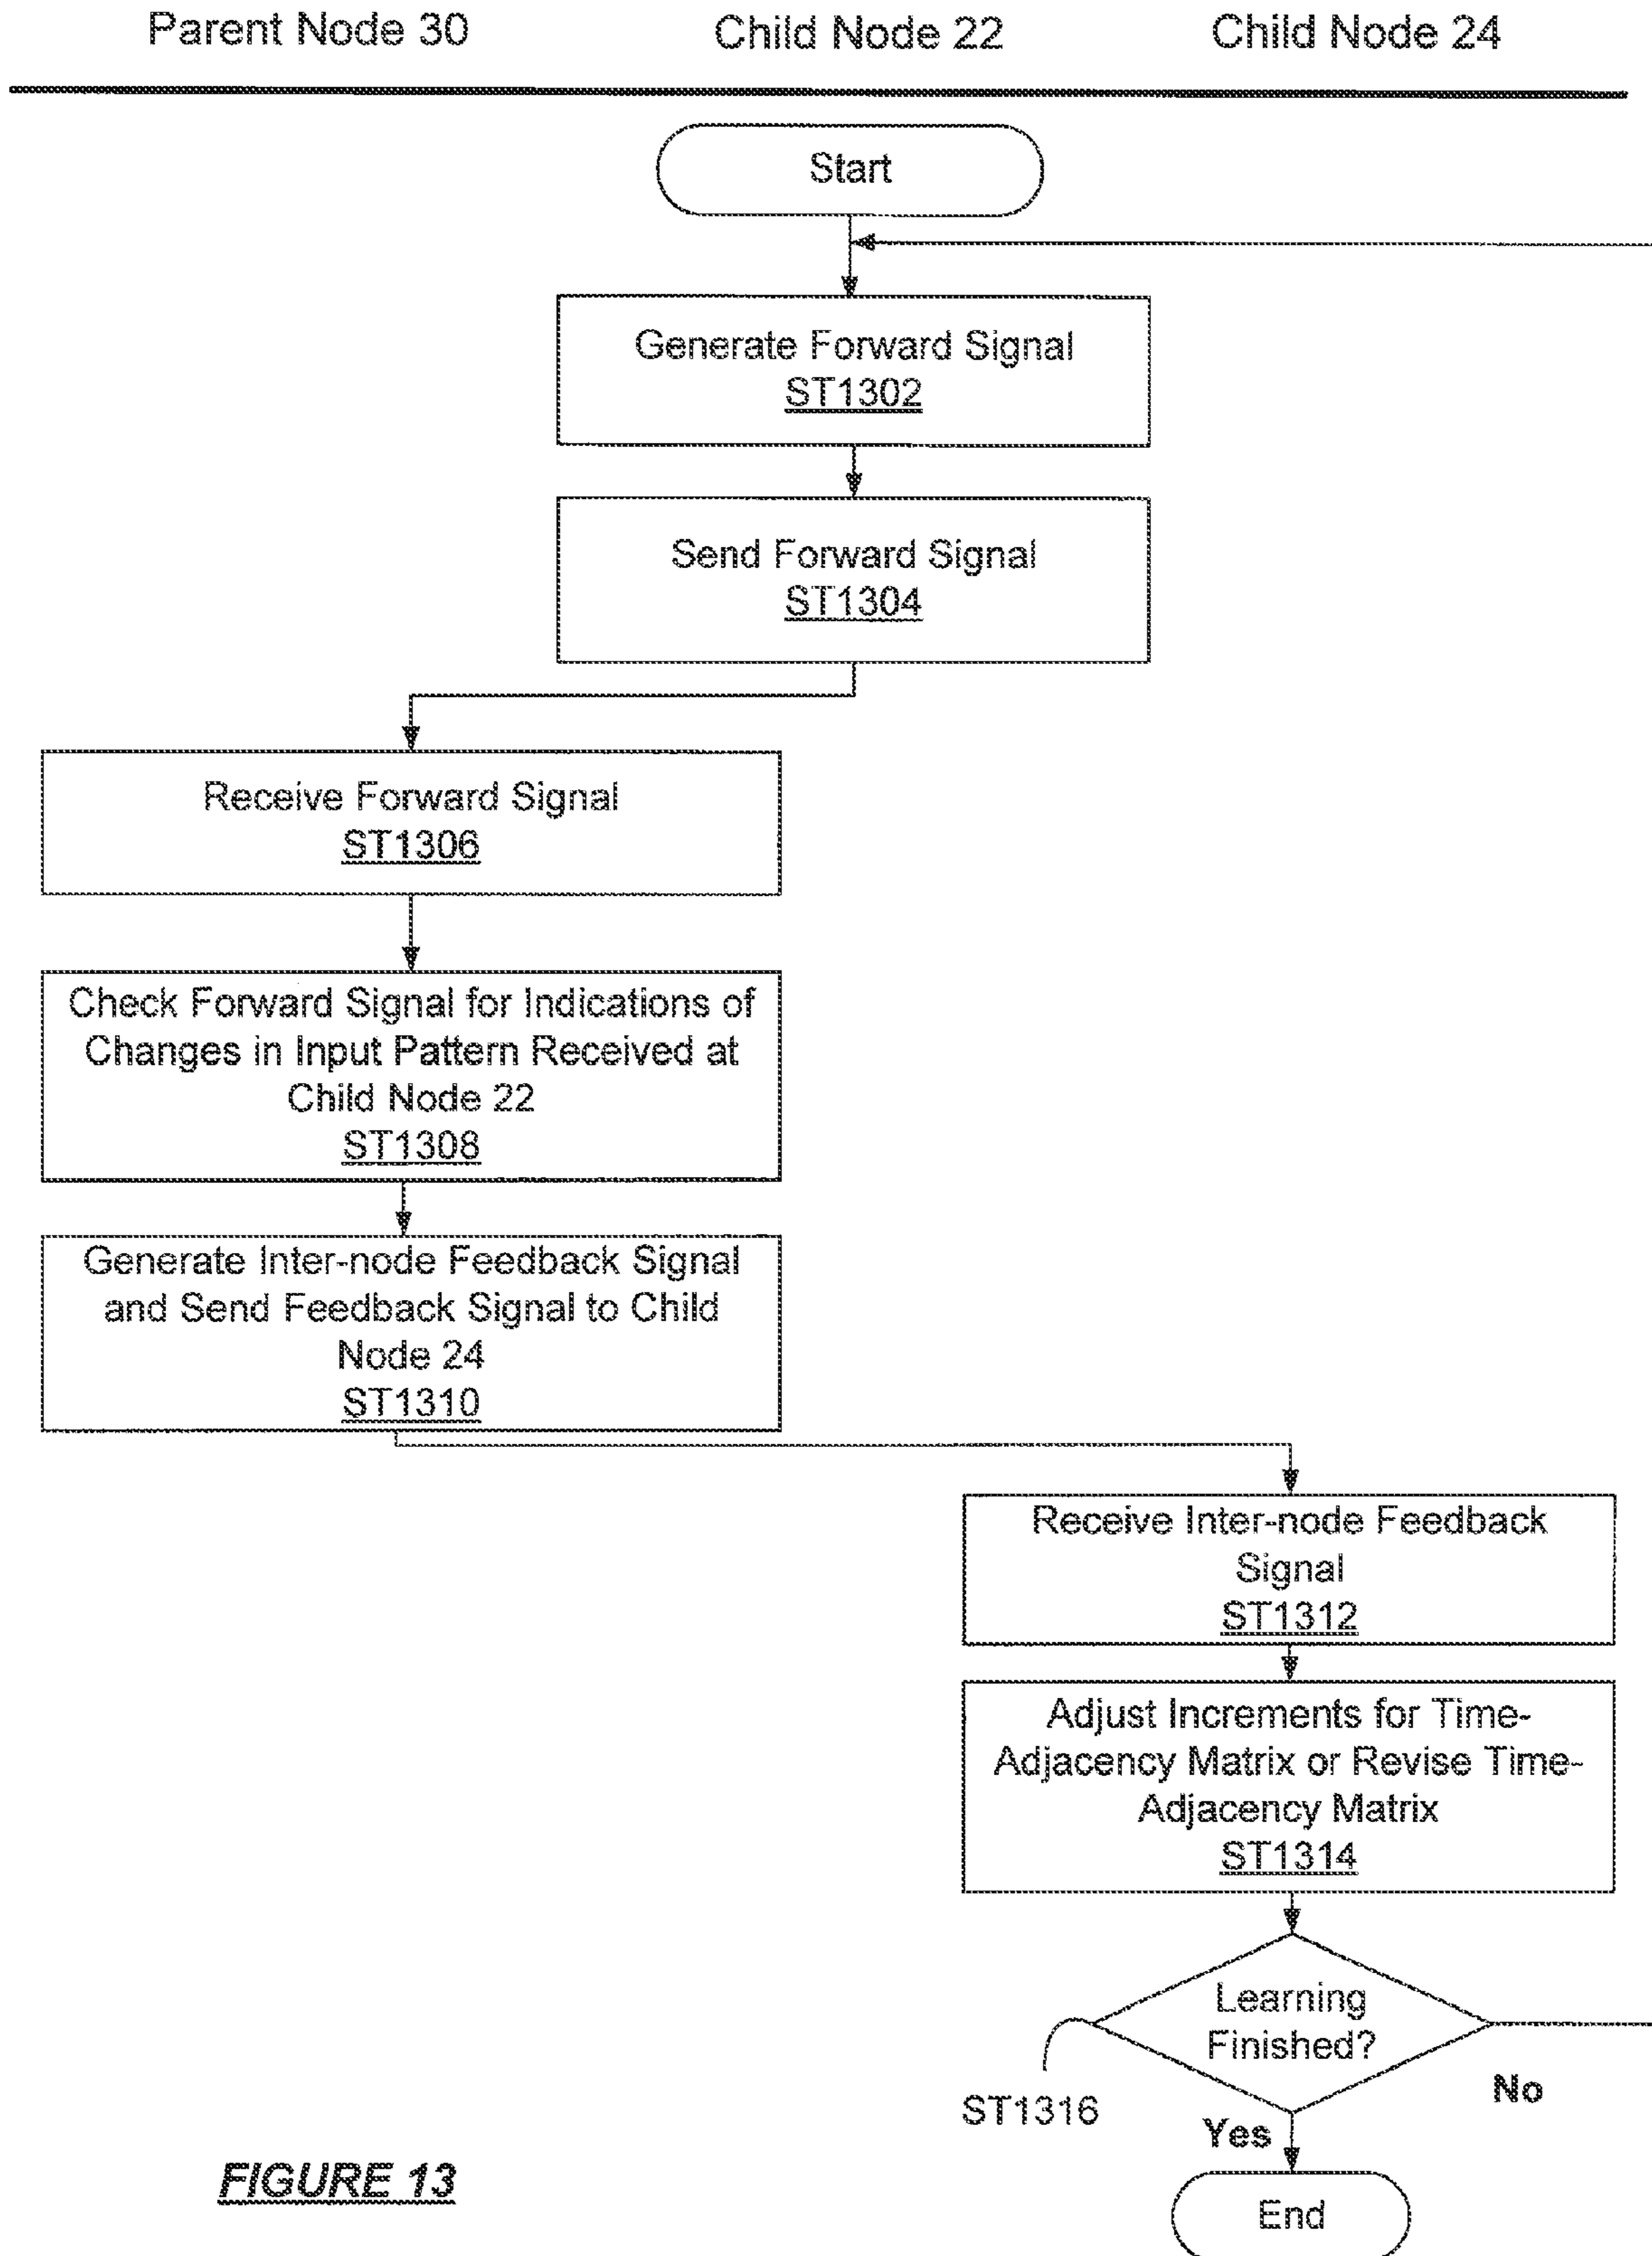 Parent Node 30
Child Node 22
Child Node 24
Start
Generate Forward Signal
ST1302
Send Forward Signal
ST1304
Receive Forward Signal
ST1306
Check Forward Signal for Indications of
Changes in Input Pattern Received at
Child Node 22
ST1308
Generate Inter-node Feedback Signal
and Send Feedback Signal to Child
Node 24
ST1310
Receive Inter-node Feedback
Signal
ST1312
Adjust Increments for Time-
Adjacency Matrix or Revise Time-
Adjacency Matrix
ST1314
Learning
Finished?
No
ST1316
Yes
End
FIGURE 13